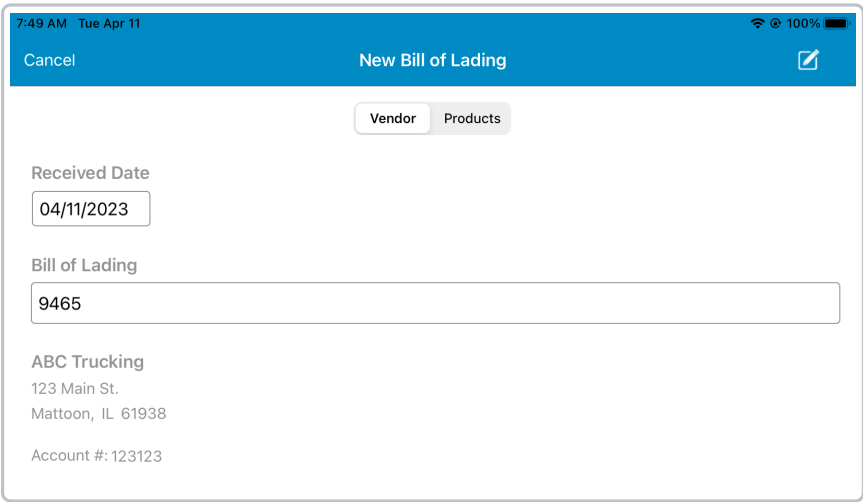 7:49 AM Tue Apr 11 100%
Cancel New Bill of Lading
Vendor Products
Received Date
04/11/2023
Bill of Lading
9465
ABC Trucking
123 Main St.
Mattoon, IL 61938
Account #: 123123